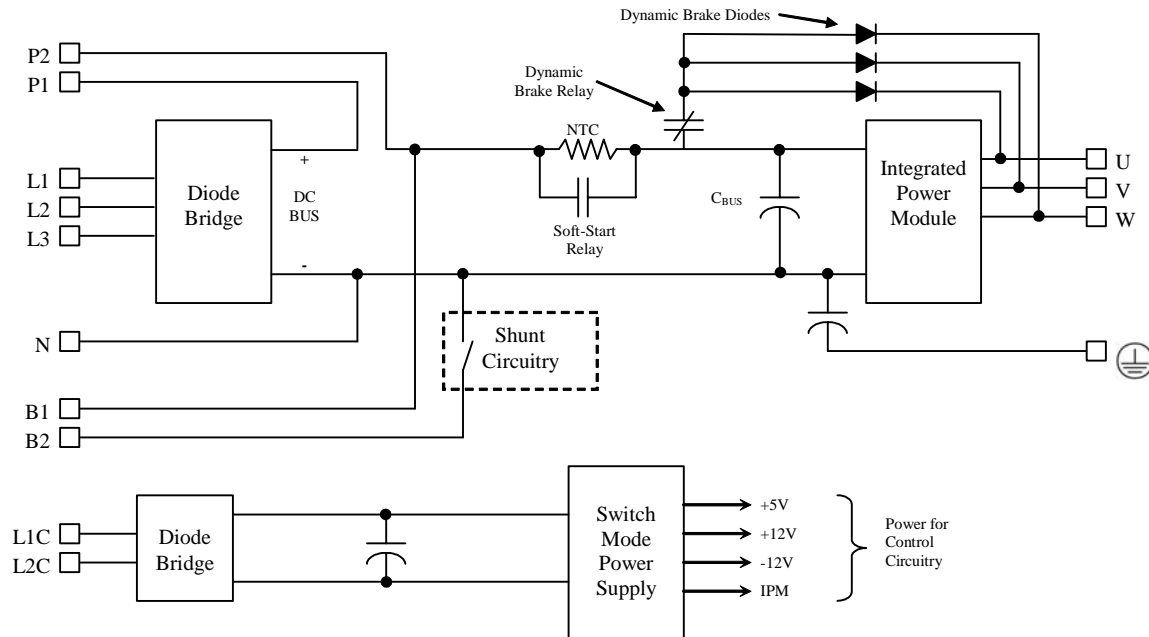 Dynamic Brake Diodes
P2
P1
Dynamic
Brake Relay
NTC
+
L1
L2
L3
Diode
Bridge
DC
BUS
-
Soft-Start
Relay
CBUS
Integrated
Power
Module
U
V
W
N
Shunt
Circuitry
B1
B2
L1C
L2C
Diode
Bridge
Switch
Mode
Power
Supply
+5V
+12V
-12V
IPM
Power for
Control
Circuitry